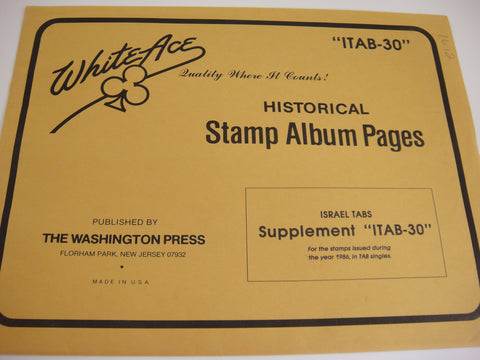 WhiteAce
"ITAB-30"
Quality Where It Counts!
HISTORICAL
Stamp Album Pages
PUBLISHED BY
THE WASHINGTON PRESS
FLORHAM PARK, NEW JERSEY 07932
MADE IN U.S.A
ISRAEL TABS
Supplement "ITAB-30"
For the stamps issued during
the year 1986, in TAB singles.